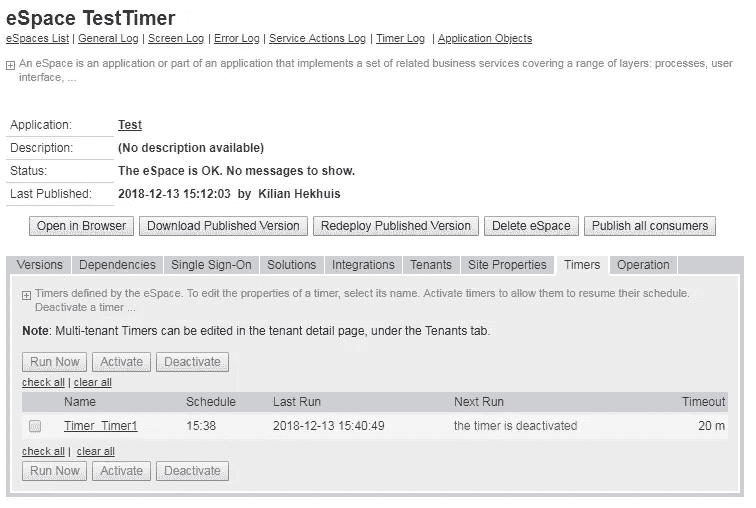 eSpace TestTimer
eSpaces List | General Log | Screen Log | Error Log | Service Actions Log | Timer Log | Application Objects
An eSpace is an application or part of an application that implements a set of related business services covering a range of layers: processes, user
interface, ...
Application: Test
Description: (No description available)
Status: The eSpace is OK. No messages to show.
Last Published: 2018-12-13 15:12:03 by Kilian Hekhuis
Open in Browser Download Published Version Redeploy Published Version Delete eSpace Publish all consumers
Versions Dependencies Single Sign-On Solutions Integrations Tenants Site Properties Timers Operation
Timers defined by the eSpace. To edit the properties of a timer, select its name. Activate timers to allow them to resume their schedule.
Deactivate a timer ...
Note: Multi-tenant Timers can be edited in the tenant detail page, under the Tenants tab.
Run Now Activate Deactivate
check all | clear all
Name Schedule Last Run Next Run Timeout
Timer_Timer1 15:38 2018-12-13 15:40:49 the timer is deactivated 20 m
check all | clear all
Run Now Activate Deactivate